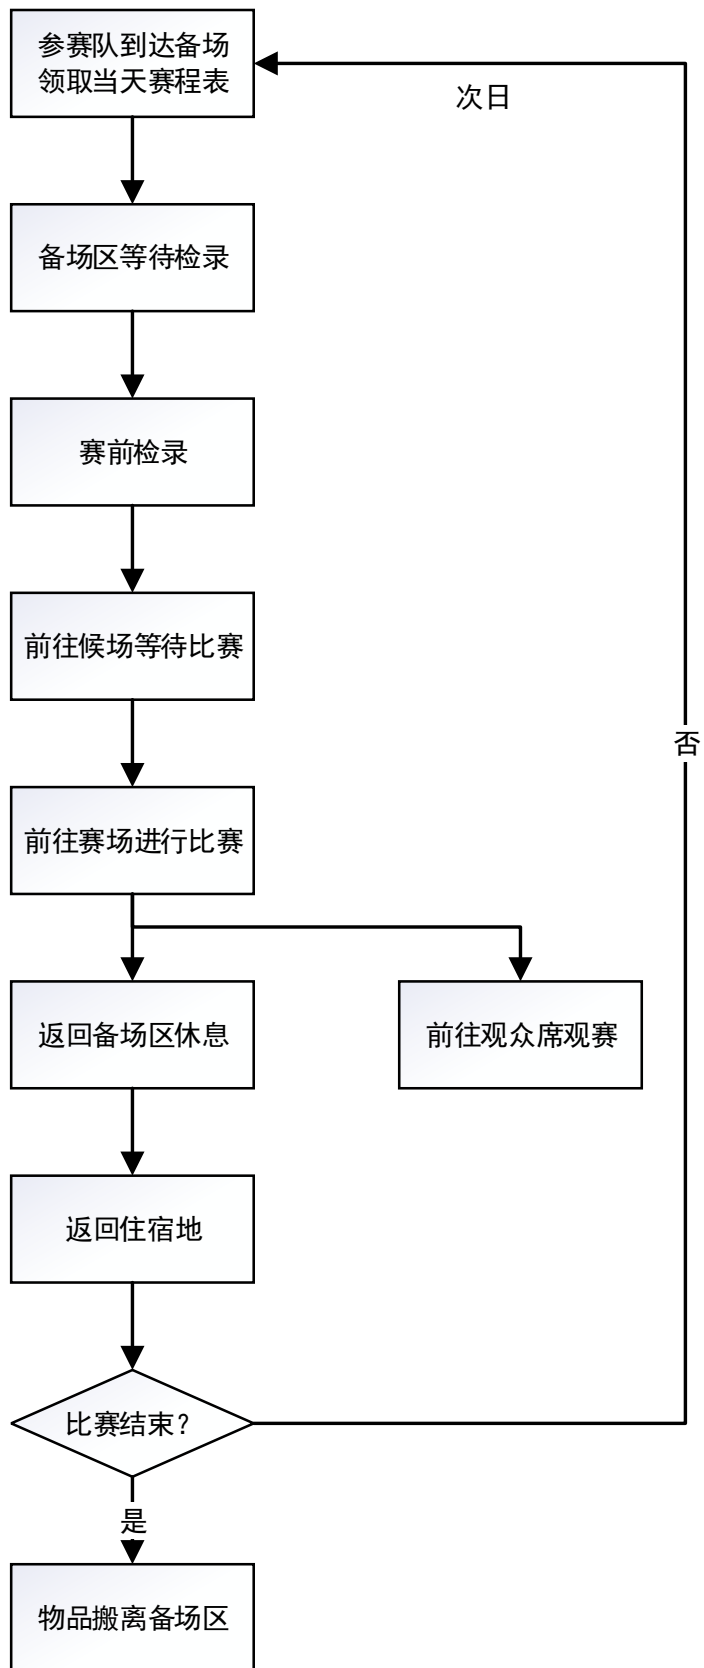 参赛队到达备场
领取当天赛程表
次日
备场区等待检录
赛前检录
前往候场等待比赛
否
前往赛场进行比赛
返回备场区休息
前往观众席观赛
返回住宿地
比赛结束？
是
物品搬离备场区